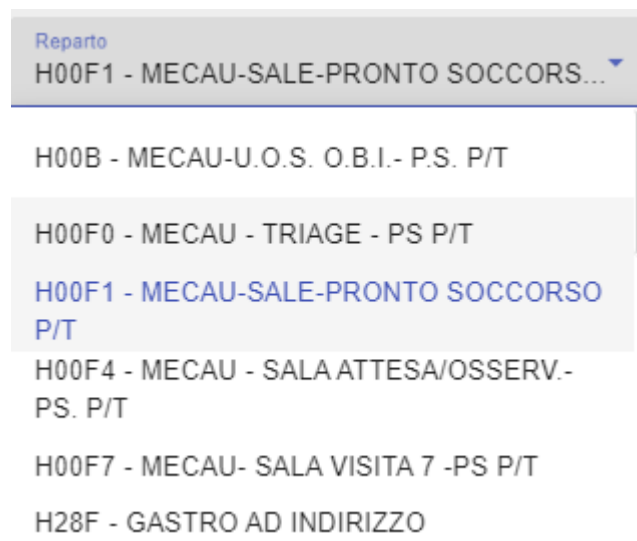 Reparto
H00F1 - MECAU-SALE-PRONTO SOCCORS...
H00B - MECAU-U.O.S. O.B.I.- P.S. P/T
H00F0 - MECAU - TRIAGE - PS P/T
H00F1 - MECAU-SALE-PRONTO SOCCORSO
P/T
H00F4 - MECAU - SALA ATTESA/OSSERV.-
PS. P/T
H00F7 - MECAU- SALA VISITA 7 -PS P/T
H28F - GASTRO AD INDIRIZZO